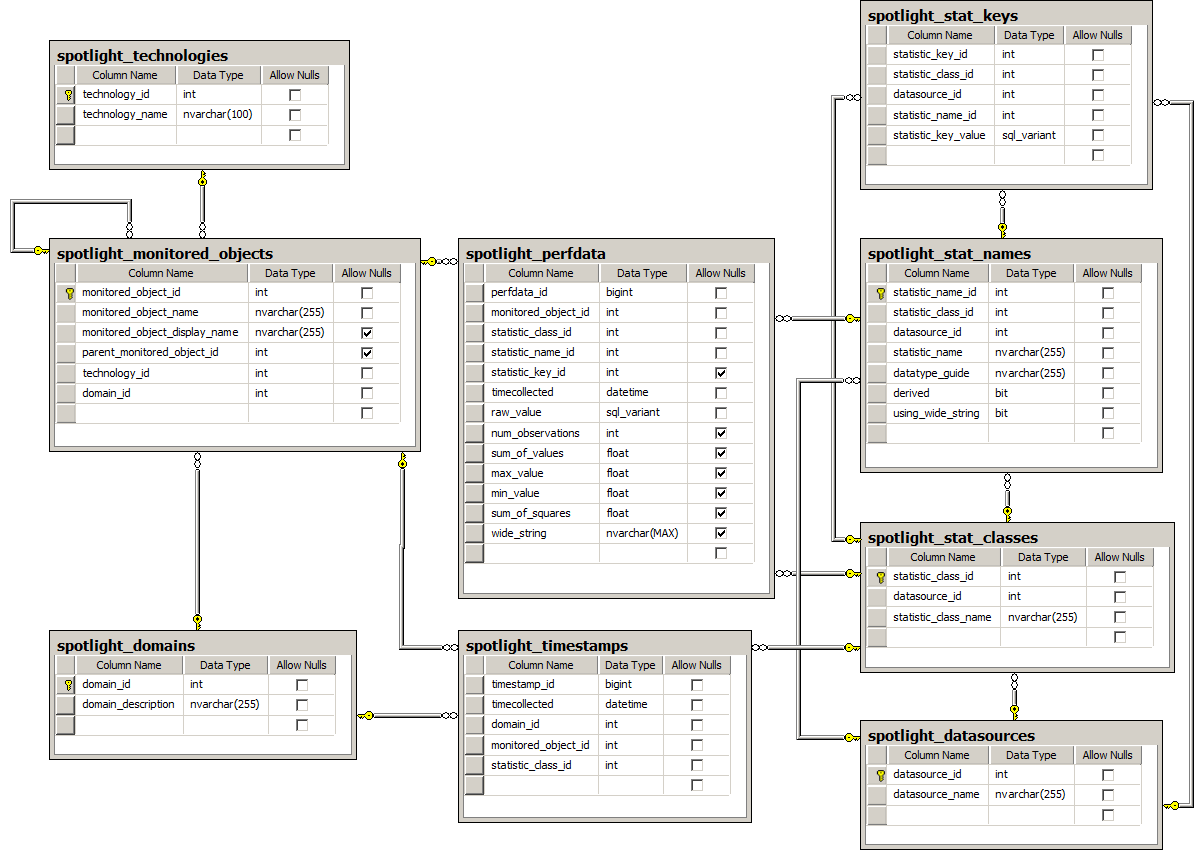 spotlight_technologies
Column Name Data Type Allow Nulls
technology_id int
technology_name nvarchar(100)
spotlight_monitored_objects
Column Name Data Type Allow Nulls
monitored_object_id int
monitored_object_name nvarchar(255)
monitored_object_display_name nvarchar(255)
parent_monitored_object_id int
technology_id int
domain_id int
spotlight_domains
Column Name Data Type Allow Nulls
domain_id int
domain_description nvarchar(255)
spotlight_perfdata
Column Name Data Type Allow Nulls
perfdata_id bigint
monitored_object_id int
statistic_class_id int
statistic_name_id int
statistic_key_id int
timecollected datetime
raw_value sql_variant
num_observations int
sum_of_values float
max_value float
min_value float
sum_of_squares float
wide_string nvarchar(MAX)
spotlight_timestamps
Column Name Data Type Allow Nulls
timestamp_id bigint
timecollected datetime
domain_id int
monitored_object_id int
statistic_class_id int
spotlight_stat_keys
Column Name Data Type Allow Nulls
statistic_key_id int
statistic_class_id int
datasource_id int
statistic_name_id int
statistic_key_value sql_variant
spotlight_stat_names
Column Name Data Type Allow Nulls
statistic_name_id int
statistic_class_id int
datasource_id int
statistic_name nvarchar(255)
datatype_guide nvarchar(255)
derived bit
using_wide_string bit
spotlight_stat_classes
Column Name Data Type Allow Nulls
statistic_class_id int
datasource_id int
statistic_class_name nvarchar(255)
spotlight_datasources
Column Name Data Type Allow Nulls
datasource_id int
datasource_name nvarchar(255)